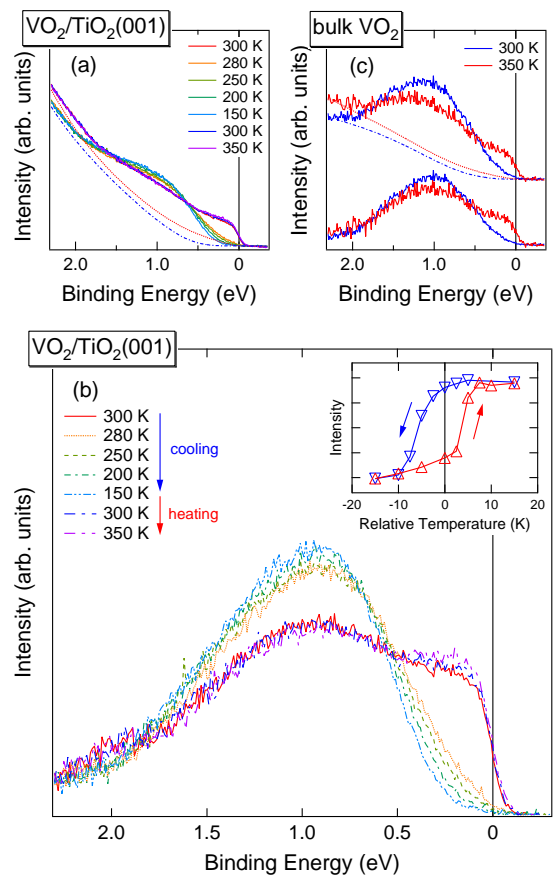 VO2/TiO2(001)
(a)
300 K
280 K
250 K
200 K
150 K
300 K
350 K
Intensity (arb. units)
2.0 1.0 0
Binding Energy (eV)
bulk VO2
(c)
300 K
350 K
Intensity (arb. units)
2.0 1.0 0
Binding Energy (eV)
VO2/TiO2(001)
(b)
300 K
280 K
250 K
200 K
150 K
300 K
350 K
cooling
heating
Intensity (arb. units)
2.0 1.5 1.0 0.5 0
Binding Energy (eV)
Intensity
-20 -10 0 10 20
Relative Temperature (K)